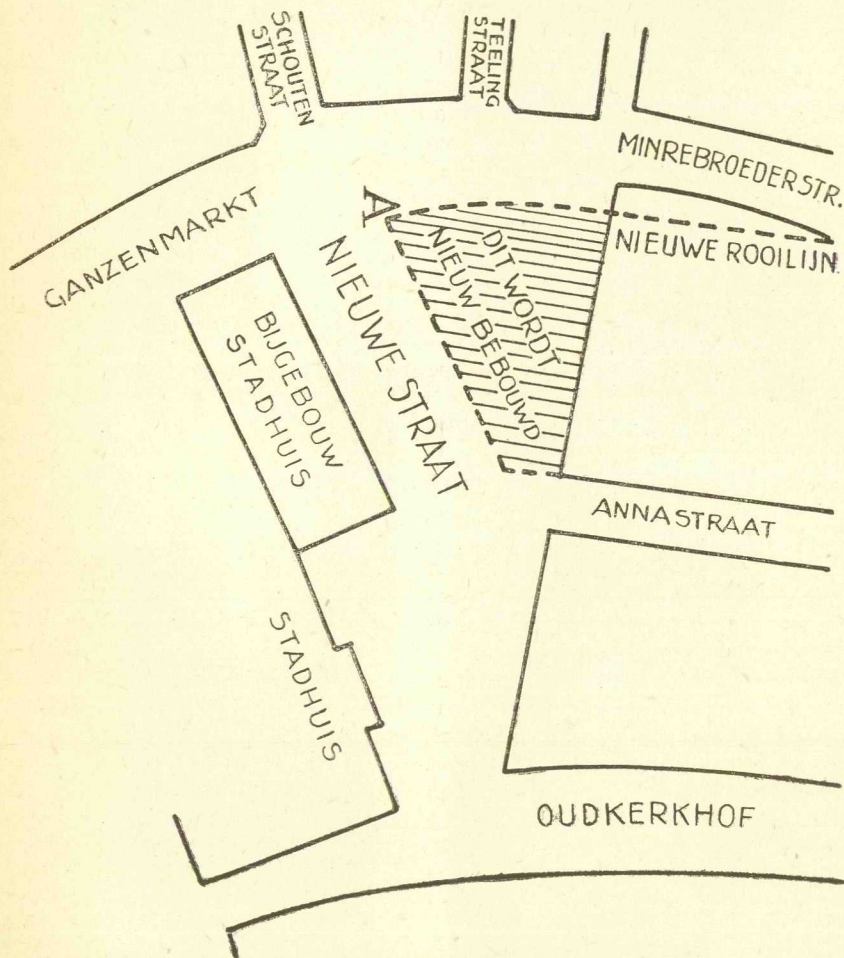 SCHOUTEN
STRAAT
TEELING
STRAAT
MINREBROEDERSTR.
GANZENMARKT
A
NIEUWE ROOILIJN
NIEUWE STRAAT
DIT WORDT
NIEUW BEBOUWD
BIJGEBOUW
STADHUIS
ANNASTRAAT
STADHUIS
OUDKERKHOF